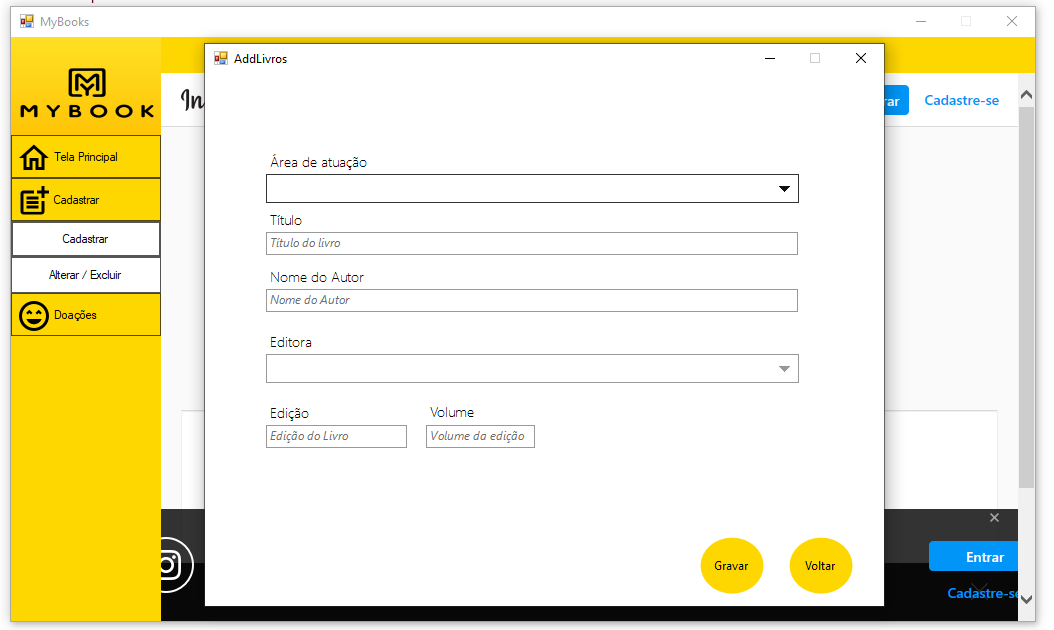 MyBooks
AddLivros
MYBOOK
In
rar
Cadastre-se
Tela Principal
Cadastrar
Cadastrar
Alterar / Excluir
Doações
Área de atuação
Título
Título do livro
Nome do Autor
Nome do Autor
Editora
Edição
Volume
Edição do Livro
Volume da edição
Gravar
Voltar
Entrar
Cadastre-se